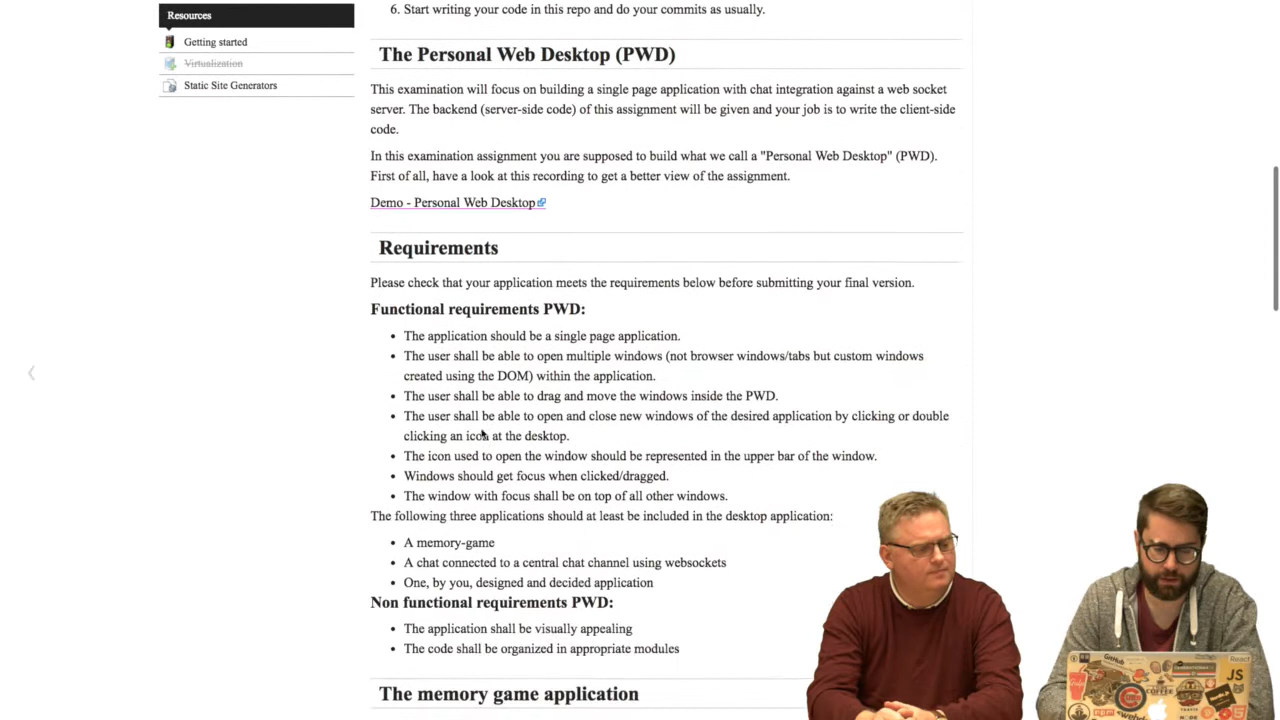 Resources
Getting started
Virtualization
Static Site Generators
6. Start writing your code in this repo and do your commits as usually.
The Personal Web Desktop (PWD)
This examination will focus on building a single page application with chat integration against a web socket
server. The backend (server-side code) of this assignment will be given and your job is to write the client-side
code.
In this examination assignment you are supposed to build what we call a "Personal Web Desktop" (PWD).
First of all, have a look at this recording to get a better view of the assignment.
Demo - Personal Web Desktop
Requirements
Please check that your application meets the requirements below before submitting your final version.
Functional requirements PWD:
• The application should be a single page application.
• The user shall be able to open multiple windows (not browser windows/tabs but custom windows
created using the DOM) within the application.
• The user shall be able to drag and move the windows inside the PWD.
• The user shall be able to open and close new windows of the desired application by clicking or double
clicking an icon at the desktop.
• The icon used to open the window should be represented in the upper bar of the window.
• Windows should get focus when clicked/dragged.
• The window with focus shall be on top of all other windows.
The following three applications should at least be included in the desktop application:
• A memory-game
• A chat connected to a central chat channel using websockets
• One, by you, designed and decided application
Non functional requirements PWD:
• The application shall be visually appealing
• The code shall be organized in appropriate modules
The memory game application
GitHub
React
JS